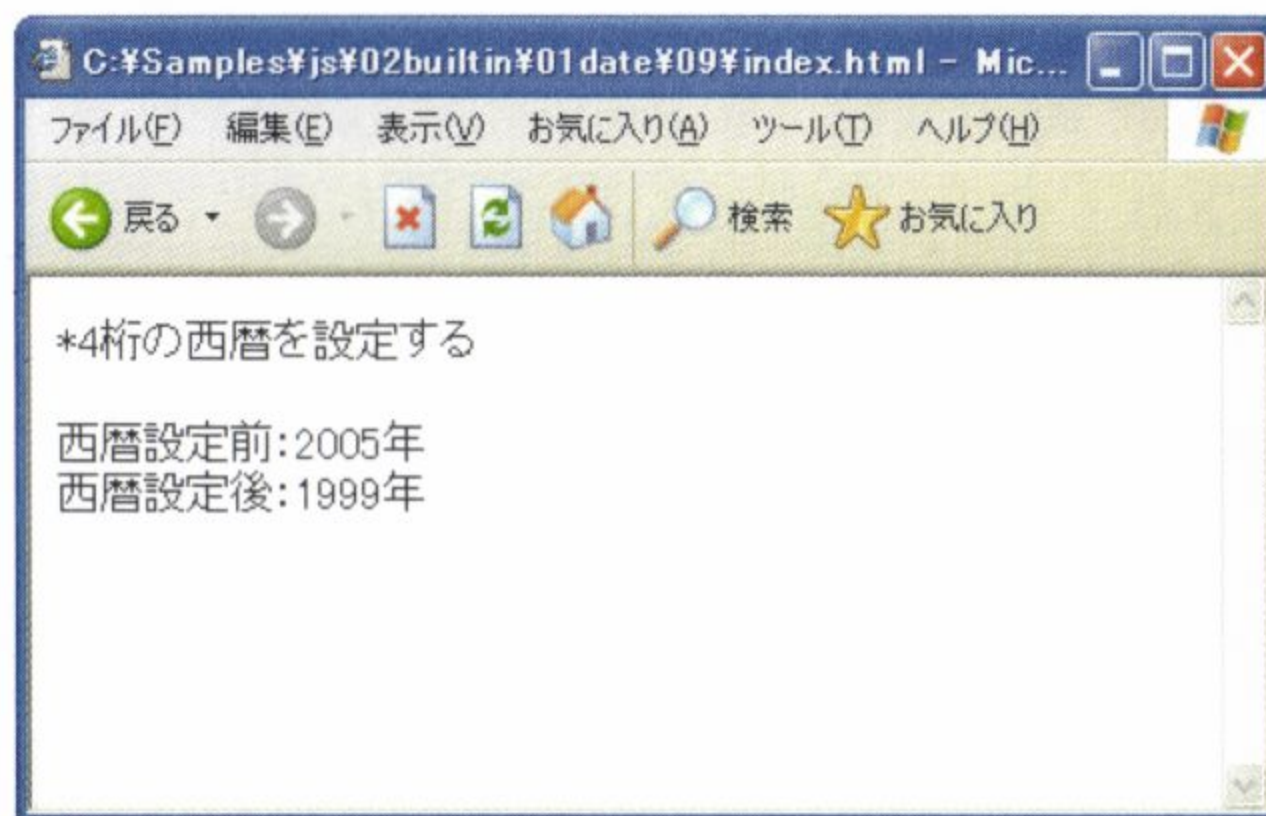 C:¥Samples¥js¥02builtin¥01date¥09¥index.html - Mic...
ファイル(F) 編集(E) 表示(V) お気に入り(A) ツール(T) ヘルプ(H)
戻る 検索 お気に入り
*4桁の西暦を設定する
西暦設定前:2005年
西暦設定後:1999年